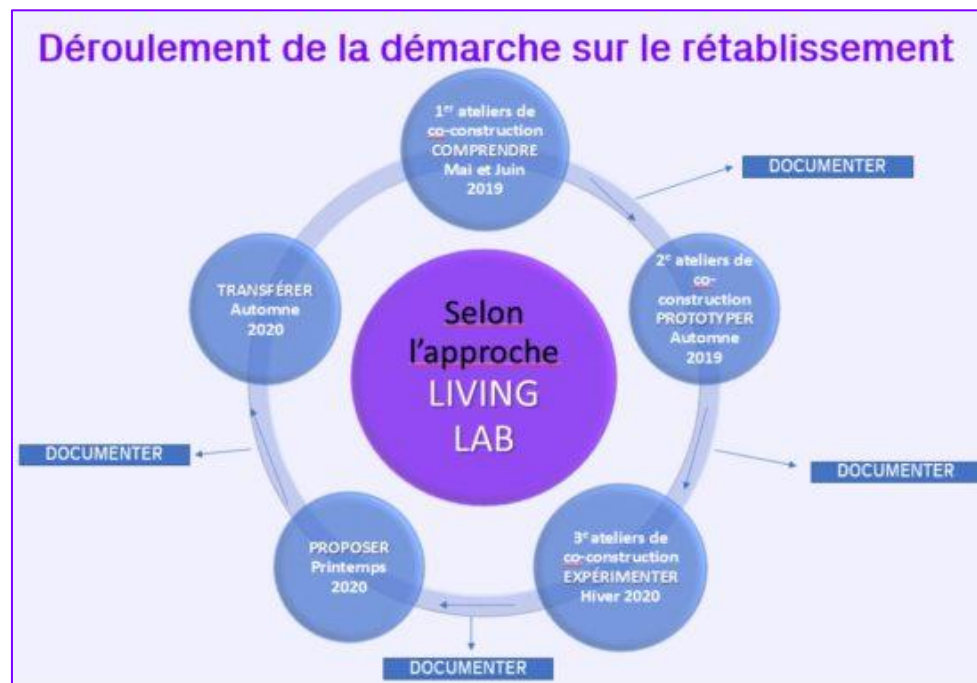 Déroulement de la démarche sur le rétablissement
1er ateliers de
co-construction
COMPRENDRE
Mai et Juin
2019
DOCUMENTER
2e ateliers de
co-
construction
PROTOTYPER
Automne
2019
DOCUMENTER
3e ateliers de
co-construction
EXPÉRIMENTER
Hiver 2020
DOCUMENTER
PROPOSER
Printemps
2020
DOCUMENTER
TRANSFÉRER
Automne
2020
Selon
l'approche
LIVING
LAB